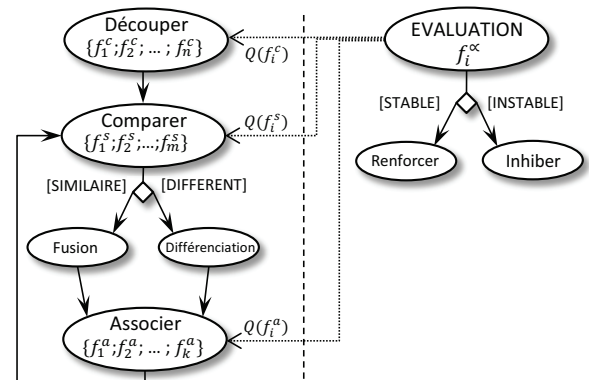 Découper
{f₁ᶜ;f₂ᶜ; … ; fₙᶜ}
Q(fᵢᶜ)
Comparer
{f₁ˢ;f₂ˢ;…;fₘˢ}
Q(fᵢˢ)
[SIMILAIRE] [DIFFERENT]
Fusion
Différenciation
Associer
{f₁ᵃ;f₂ᵃ; … ; fₖᵃ}
Q(fᵢᵃ)
EVALUATION
fᵢ^∝
[STABLE] [INSTABLE]
Renforcer
Inhiber